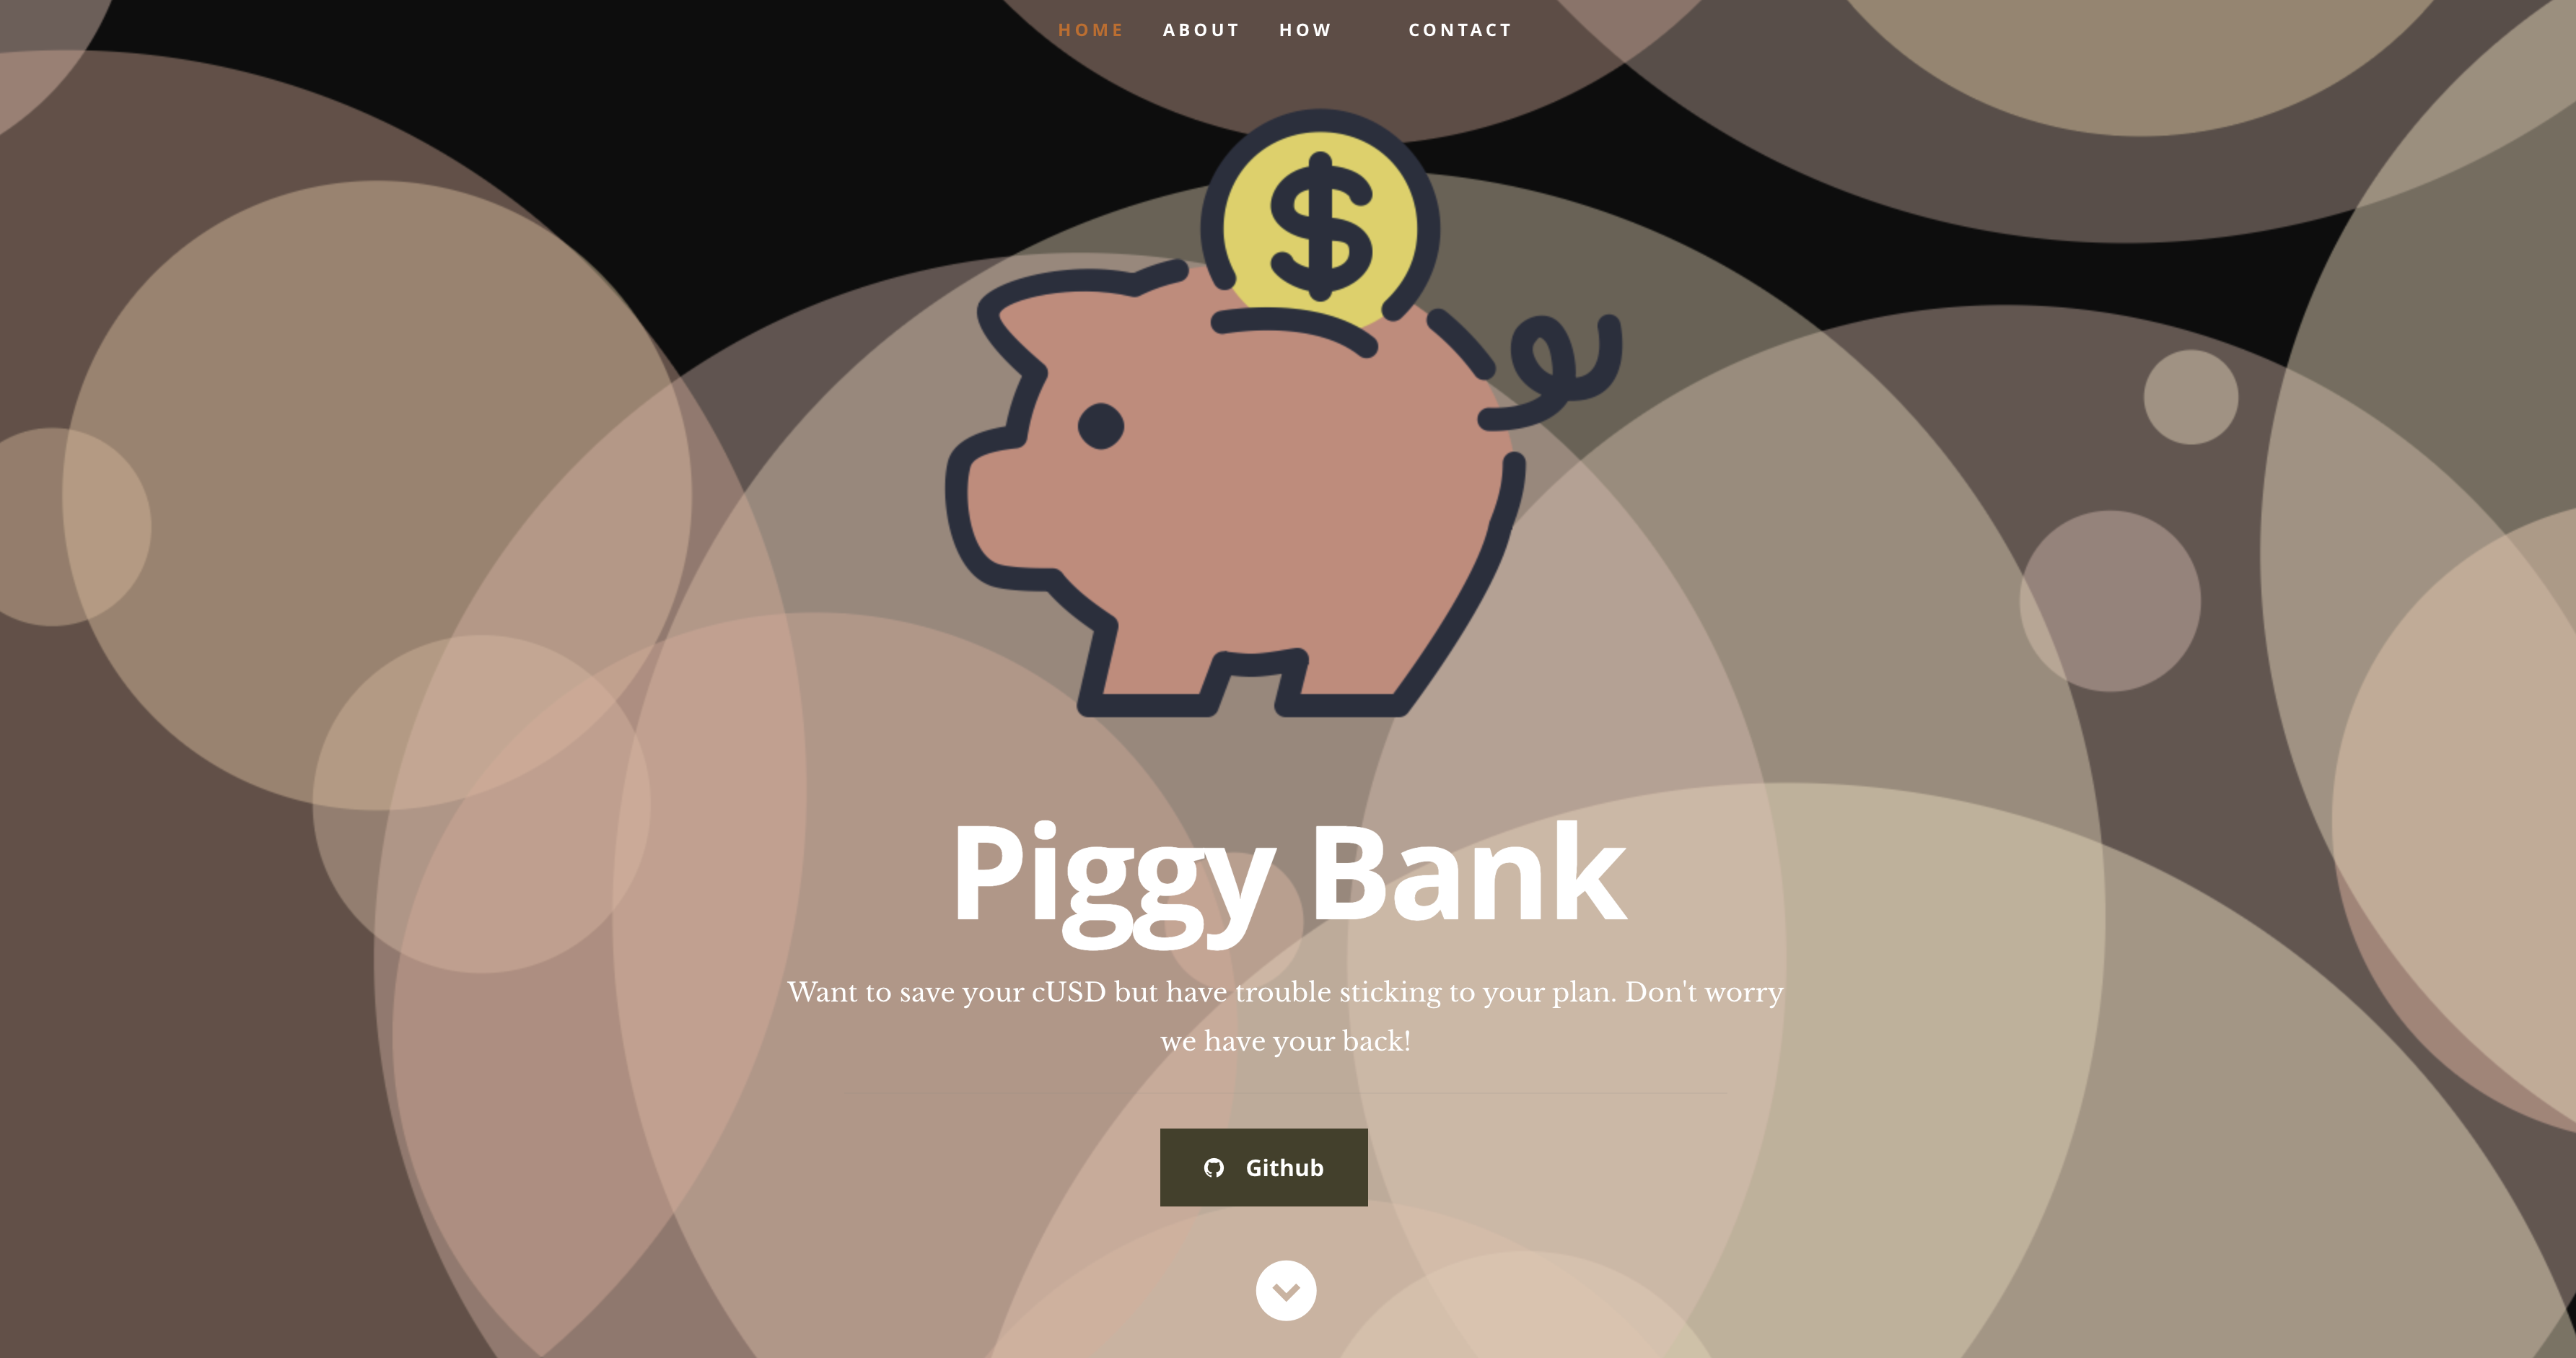 HOME ABOUT HOW CONTACT
$
Piggy Bank
Want to save your cUSD but have trouble sticking to your plan. Don't worry
we have your back!
Github